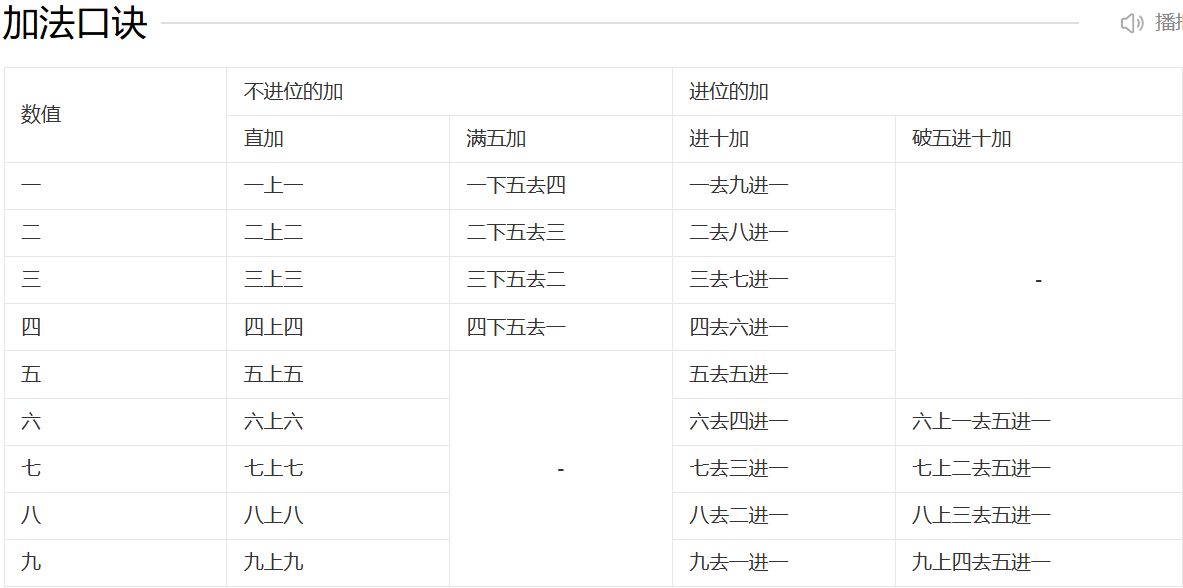 加法口诀
数值 不进位的加 进位的加
直加 满五加 进十加 破五进十加
一 一上一 一下五去四 一去九进一 -
二 二上二 二下五去三 二去八进一
三 三上三 三下五去二 三去七进一
四 四上四 四下五去一 四去六进一
五 五上五 - 五去五进一
六 六上六 六去四进一 六上一去五进一
七 七上七 七去三进一 七上二去五进一
八 八上八 八去二进一 八上三去五进一
九 九上九 九去一进一 九上四去五进一